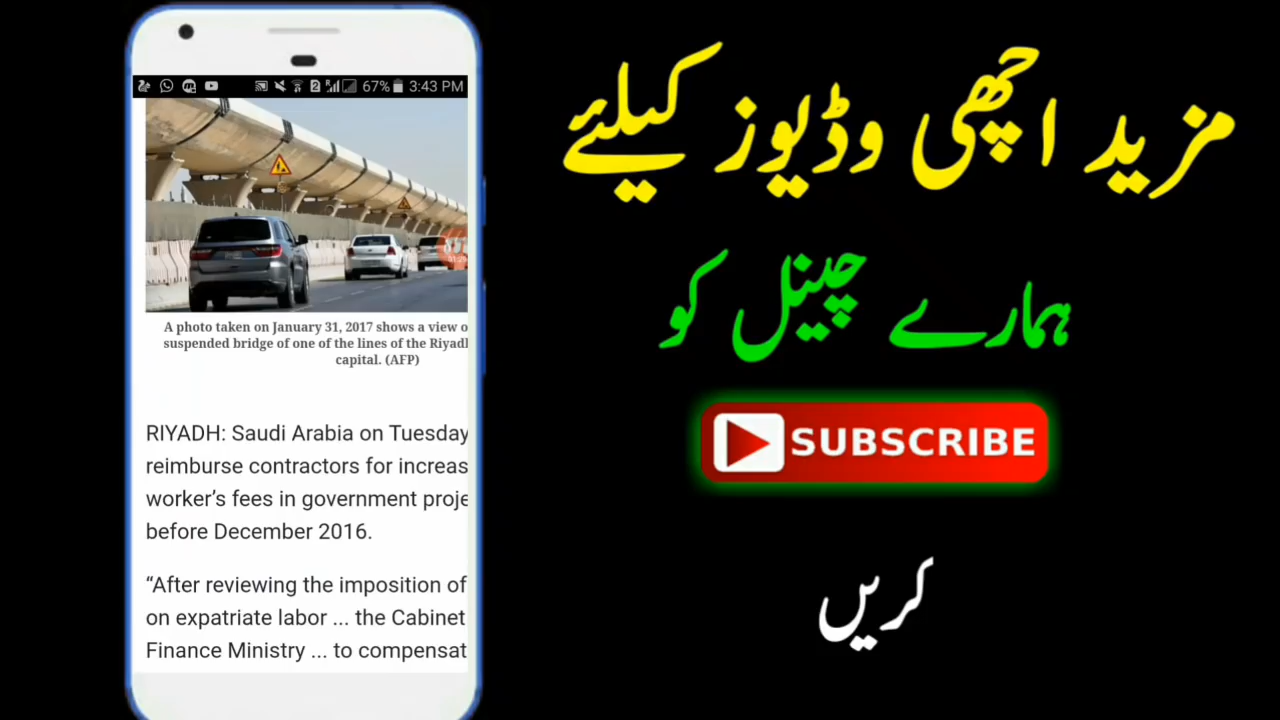 67% 3:43 PM
A photo taken on January 31, 2017 shows a view o
suspended bridge of one of the lines of the Riyadh
capital. (AFP)
RIYADH: Saudi Arabia on Tuesday
reimburse contractors for increas
worker’s fees in government proje
before December 2016.
“After reviewing the imposition of
on expatriate labor ... the Cabinet
Finance Ministry ... to compensat
مزید اچھی وڈیوز کیلئے
ہمارے چینل کو
SUBSCRIBE
کریں